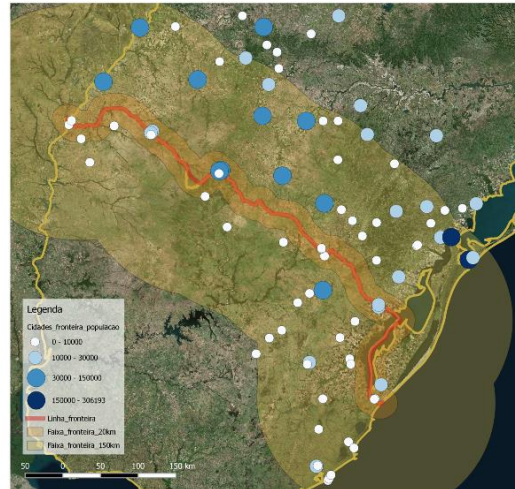 Legenda
Cidades_fronteira_populacao
0 - 10000
10000 - 30000
30000 - 150000
150000 - 306193
Linha_fronteira
Faixa_fronteira_20km
Faixa_fronteira_150km
50 0 50 100 150 km